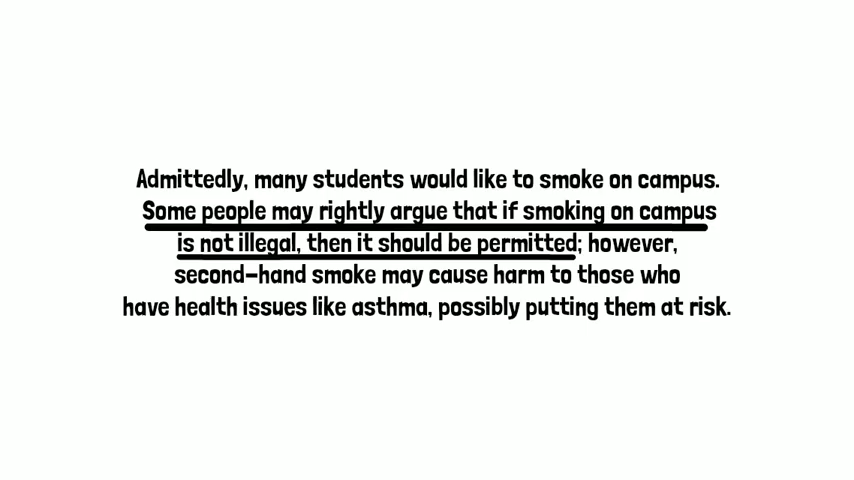 Admittedly, many students would like to smoke on campus.
Some people may rightly argue that if smoking on campus
is not illegal, then it should be permitted; however,
second-hand smoke may cause harm to those who
have health issues like asthma, possibly putting them at risk.